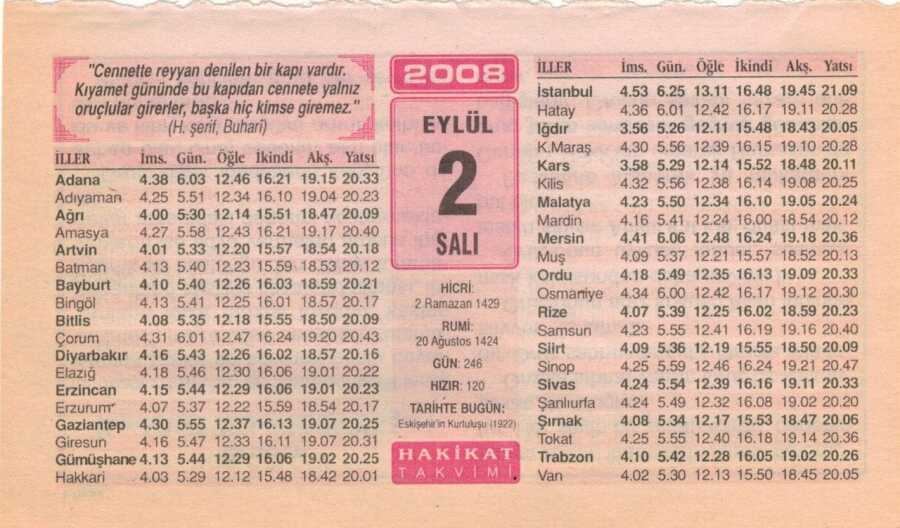 "Cennette reyyan denilen bir kapı vardır.
Kıyamet gününde bu kapıdan cennete yalnız
oruçlular girerler, başka hiç kimse giremez."
(H. şerif, Buharî)
İLLER İms. Gün. Öğle İkindi Akş. Yatsı
Adana 4.38 6.03 12.46 16.21 19.15 20.33
Adıyaman 4.25 5.51 12.34 16.10 19.04 20.23
Ağrı 4.00 5.30 12.14 15.51 18.47 20.09
Amasya 4.27 5.58 12.43 16.21 19.17 20.40
Artvin 4.01 5.33 12.20 15.57 18.54 20.18
Batman 4.13 5.40 12.23 15.59 18.53 20.12
Bayburt 4.10 5.40 12.26 16.03 18.59 20.21
Bingöl 4.13 5.41 12.25 16.01 18.57 20.17
Bitlis 4.08 5.35 12.18 15.55 18.50 20.09
Çorum 4.31 6.01 12.47 16.24 19.20 20.43
Diyarbakır 4.16 5.43 12.26 16.02 18.57 20.16
Elazığ 4.18 5.46 12.30 16.06 19.01 20.22
Erzincan 4.15 5.44 12.29 16.06 19.01 20.23
Erzurum 4.07 5.37 12.22 15.59 18.54 20.17
Gaziantep 4.30 5.55 12.37 16.13 19.07 20.25
Giresun 4.16 5.47 12.33 16.11 19.07 20.31
Gümüşhane 4.13 5.44 12.29 16.06 19.02 20.25
Hakkari 4.03 5.29 12.12 15.48 18.42 20.01
2008
EYLÜL
2
SALI
HİCRİ:
2 Ramazan 1429
RUMİ:
20 Ağustos 1424
GÜN: 246
HIZIR: 120
TARİHTE BUGÜN:
Eskişehir'in Kurtuluşu (1922)
HAKİKAT
TAKVİMİ
İLLER İms. Gün. Öğle İkindi Akş. Yatsı
İstanbul 4.53 6.25 13.11 16.48 19.45 21.09
Hatay 4.36 6.01 12.42 16.17 19.11 20.28
Iğdır 3.56 5.26 12.11 15.48 18.43 20.05
K.Maraş 4.30 5.56 12.39 16.15 19.10 20.28
Kars 3.58 5.29 12.14 15.52 18.48 20.11
Kilis 4.32 5.56 12.38 16.14 19.08 20.25
Malatya 4.23 5.50 12.34 16.10 19.05 20.24
Mardin 4.16 5.41 12.24 16.00 18.54 20.12
Mersin 4.41 6.06 12.48 16.24 19.18 20.36
Muş 4.09 5.37 12.21 15.57 18.52 20.13
Ordu 4.18 5.49 12.35 16.13 19.09 20.33
Osmaniye 4.34 6.00 12.42 16.17 19.12 20.30
Rize 4.07 5.39 12.25 16.02 18.59 20.23
Samsun 4.23 5.55 12.41 16.19 19.16 20.40
Siirt 4.09 5.36 12.19 15.55 18.50 20.09
Sinop 4.25 5.59 12.46 16.24 19.21 20.47
Sivas 4.24 5.54 12.39 16.16 19.11 20.33
Şanlıurfa 4.24 5.49 12.32 16.08 19.02 20.20
Şırnak 4.08 5.34 12.17 15.53 18.47 20.06
Tokat 4.25 5.55 12.40 16.18 19.14 20.36
Trabzon 4.10 5.42 12.28 16.05 19.02 20.26
Van 4.02 5.30 12.13 15.50 18.45 20.05